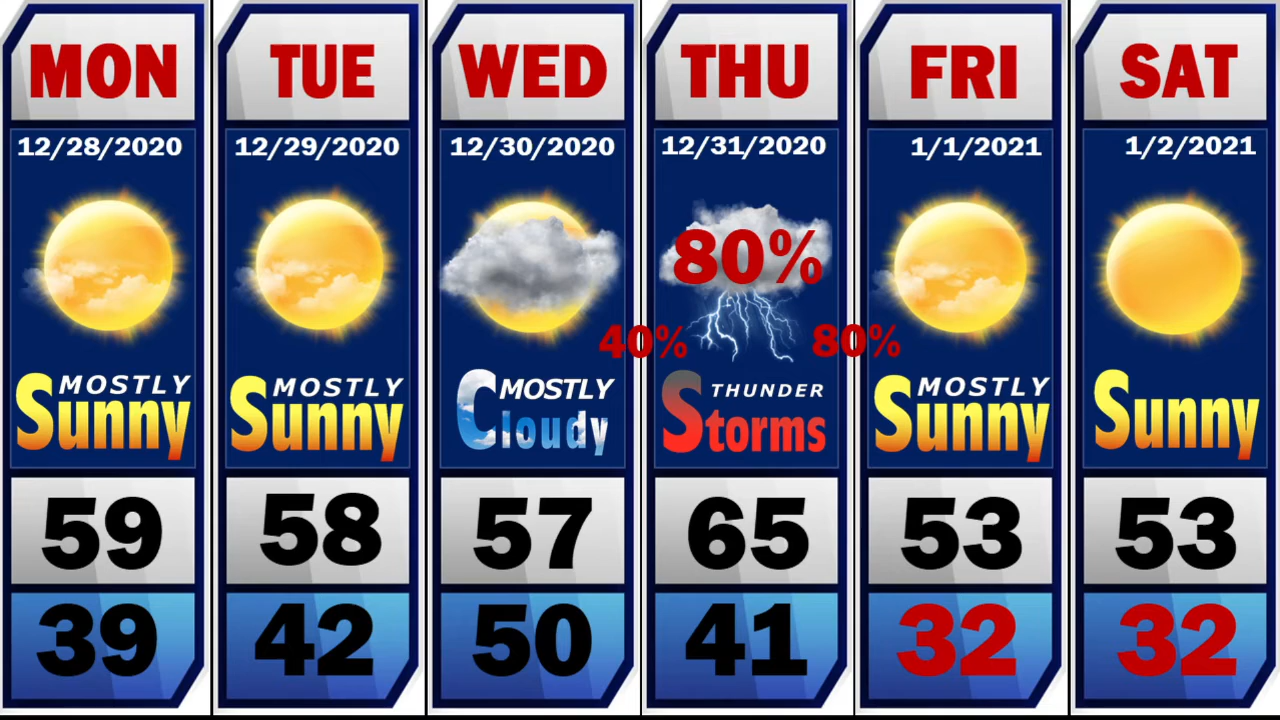 MON
12/28/2020
MOSTLY
Sunny
59
39
TUE
12/29/2020
MOSTLY
Sunny
58
42
WED
12/30/2020
MOSTLY
Cloudy
57
50
40%
THU
12/31/2020
80%
THUNDER
Storms
65
41
80%
FRI
1/1/2021
MOSTLY
Sunny
53
32
SAT
1/2/2021
Sunny
53
32